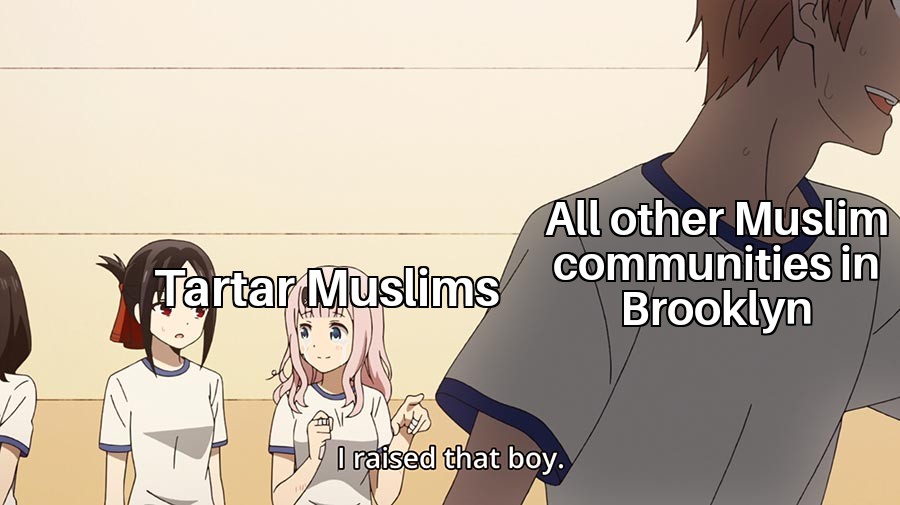 All other Muslim
communities in
Brooklyn
Tartar Muslims
I raised that boy.